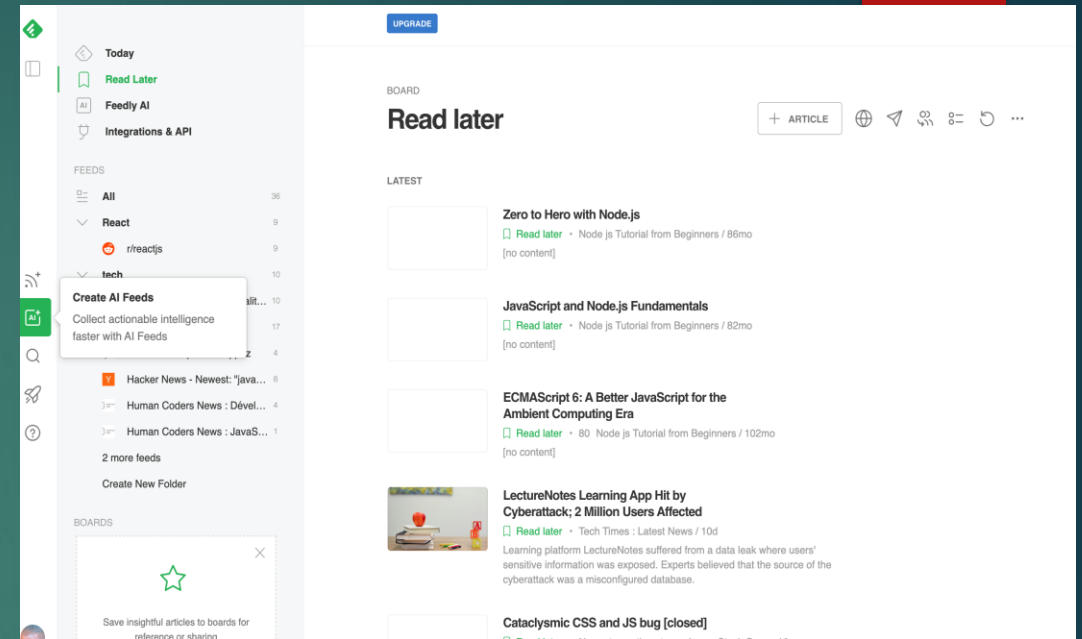 UPGRADE
Today
Read Later
AI
Feedly AI
Integrations & API
FEEDS
All 36
React 9
r/reactjs 9
tech 10
Create AI Feeds
Collect actionable intelligence
faster with AI Feeds
AI
10
17
4
Y Hacker News - Newest: "java... 6
Human Coders News : Dével... 4
Human Coders News : JavaS... 1
2 more feeds
Create New Folder
BOARDS
Save insightful articles to boards for
reference or sharing
BOARD
Read later
+ ARTICLE
LATEST
Zero to Hero with Node.js
Read later • Node js Tutorial from Beginners / 86mo
[no content]
JavaScript and Node.js Fundamentals
Read later • Node js Tutorial from Beginners / 82mo
[no content]
ECMAScript 6: A Better JavaScript for the
Ambient Computing Era
Read later • 80 Node js Tutorial from Beginners / 102mo
[no content]
LectureNotes Learning App Hit by
Cyberattack; 2 Million Users Affected
Read later • Tech Times : Latest News / 10d
Learning platform LectureNotes suffered from a data leak where users'
sensitive information was exposed. Experts believed that the source of the
cyberattack was a misconfigured database.
Cataclysmic CSS and JS bug [closed]